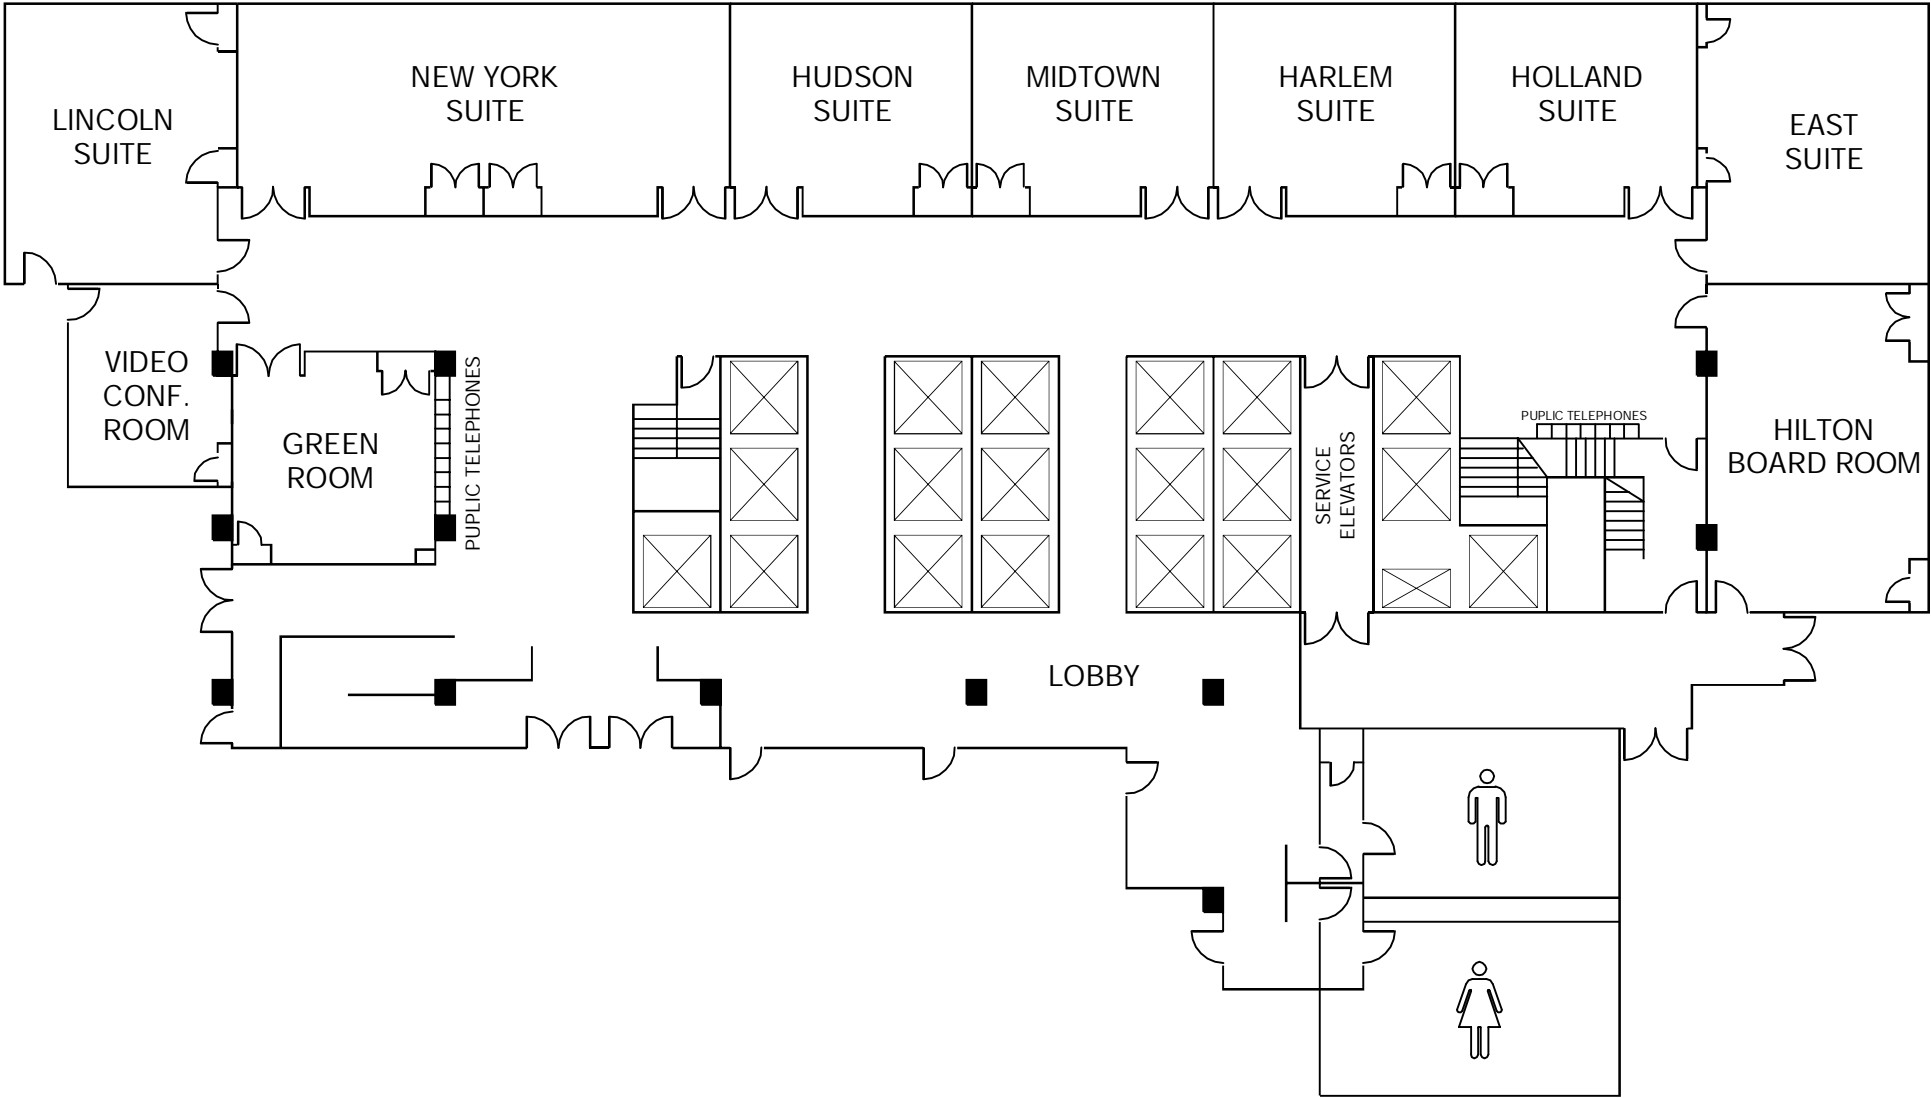 NEW YORK
SUITE
HUDSON
SUITE
MIDTOWN
SUITE
HARLEM
SUITE
HOLLAND
SUITE
LINCOLN
SUITE
EAST
SUITE
VIDEO
CONF.
ROOM
GREEN
ROOM
PUPLIC TELEPHONES
SERVICE
ELEVATORS
PUPLIC TELEPHONES
HILTON
BOARD ROOM
LOBBY